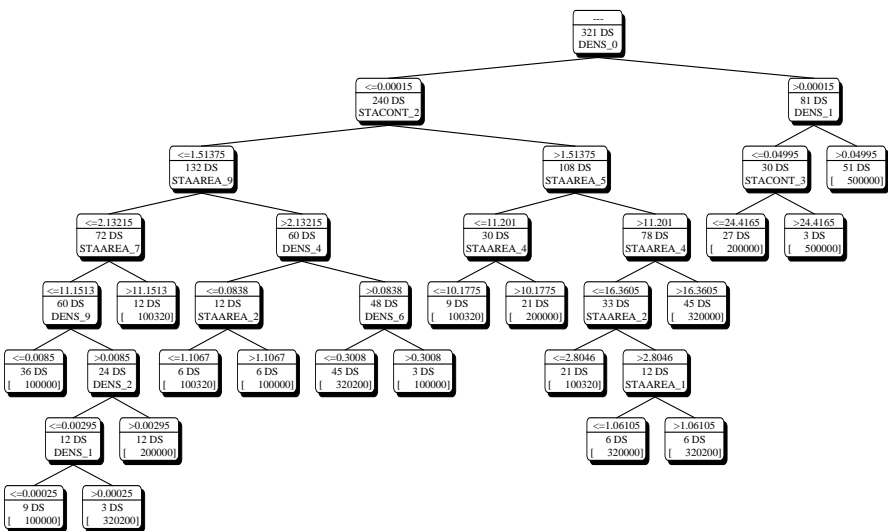 ---
321 DS
DENS_0
<=0.00015
240 DS
STACONT_2
>0.00015
81 DS
DENS_1
<=1.51375
132 DS
STAAREA_9
>1.51375
108 DS
STAAREA_5
<=0.04995
30 DS
STACONT_3
>0.04995
51 DS
[ 500000]
<=2.13215
72 DS
STAAREA_7
>2.13215
60 DS
DENS_4
<=11.201
30 DS
STAAREA_4
>11.201
78 DS
STAAREA_4
<=24.4165
27 DS
[ 200000]
>24.4165
3 DS
[ 500000]
<=11.1513
60 DS
DENS_9
>11.1513
12 DS
[ 100320]
<=0.0838
12 DS
STAAREA_2
>0.0838
48 DS
DENS_6
<=10.1775
9 DS
[ 100320]
>10.1775
21 DS
[ 200000]
<=16.3605
33 DS
STAAREA_2
>16.3605
45 DS
[ 320000]
<=0.0085
36 DS
[ 100000]
>0.0085
24 DS
DENS_2
<=1.1067
6 DS
[ 100320]
>1.1067
6 DS
[ 100000]
<=0.3008
45 DS
[ 320200]
>0.3008
3 DS
[ 100000]
<=2.8046
21 DS
[ 100320]
>2.8046
12 DS
STAAREA_1
<=0.00295
12 DS
DENS_1
>0.00295
12 DS
[ 200000]
<=1.06105
6 DS
[ 320000]
>1.06105
6 DS
[ 320200]
<=0.00025
9 DS
[ 100000]
>0.00025
3 DS
[ 320200]